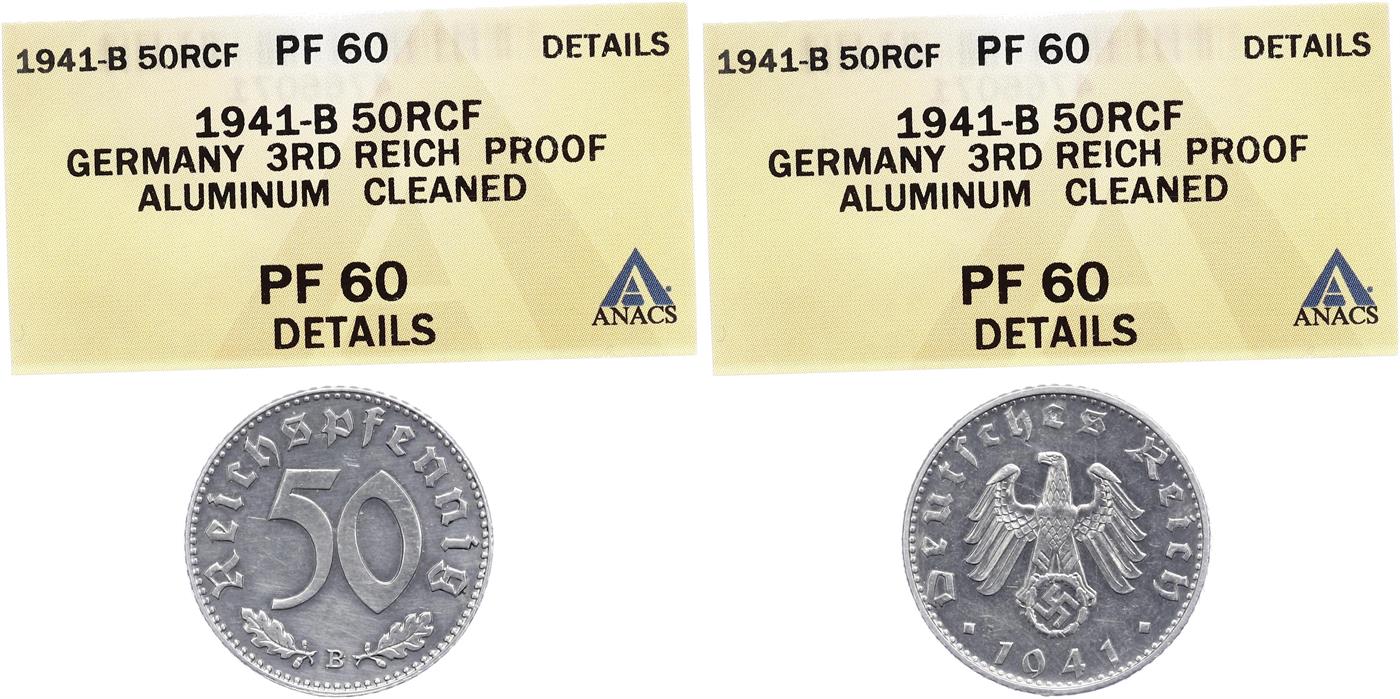 1941-B 50RCF PF 60 DETAILS
1941-B 50RCF
GERMANY 3RD REICH PROOF
ALUMINUM CLEANED
PF 60
DETAILS
ANACS
Reichspfennig
50
B
1941-B 50RCF PF 60 DETAILS
1941-B 50RCF
GERMANY 3RD REICH PROOF
ALUMINUM CLEANED
PF 60
DETAILS
ANACS
Deutsches Reich
1941